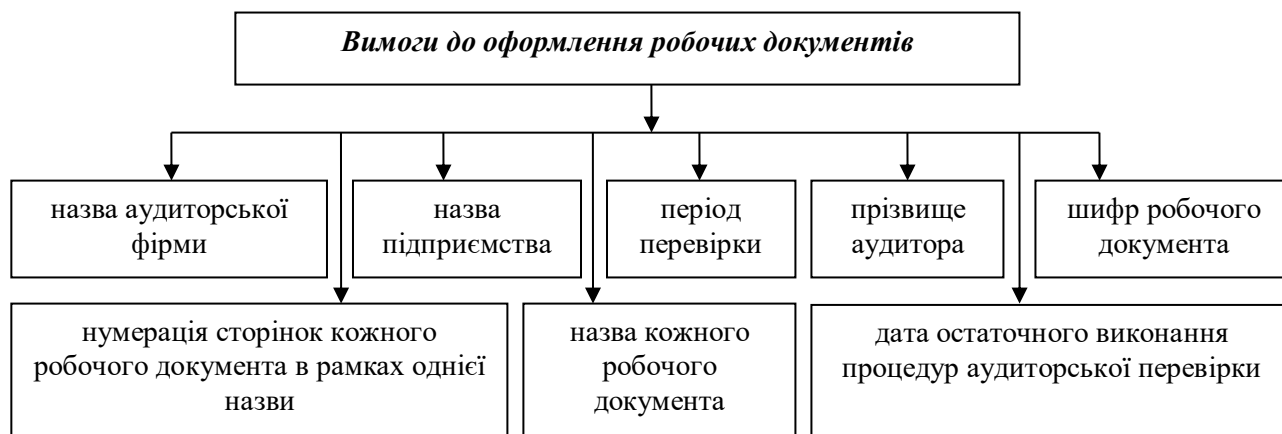 Вимоги до оформлення робочих документів
назва аудиторської
фірми
назва
підприємства
період
перевірки
прізвище
аудитора
шифр робочого
документа
нумерація сторінок кожного
робочого документа в рамках однієї
назви
назва кожного
робочого
документа
дата остаточного виконання
процедур аудиторської перевірки